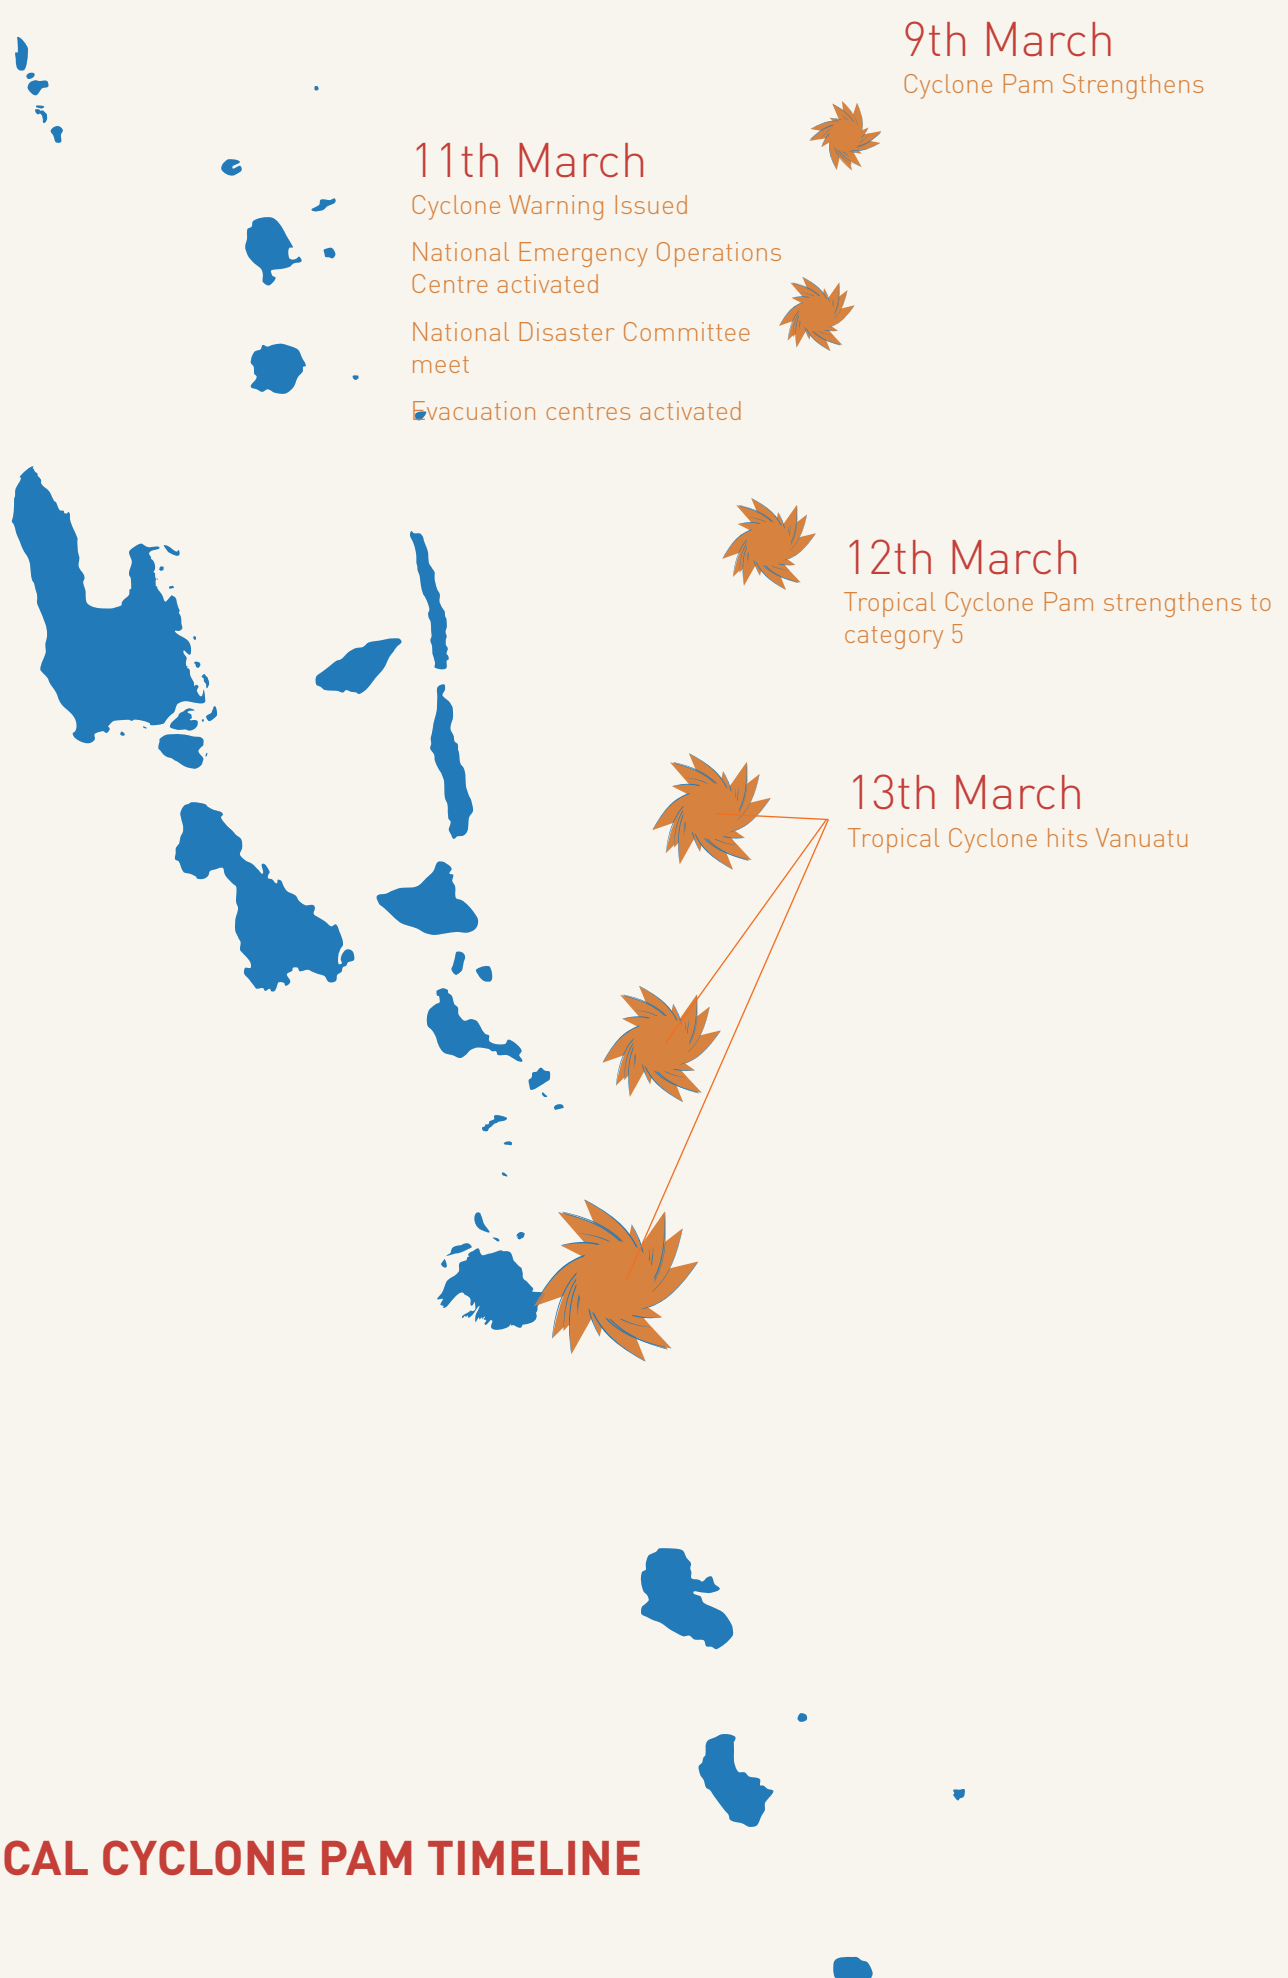 9th March
Cyclone Pam Strengthens
11th March
Cyclone Warning Issued
National Emergency Operations
Centre activated
National Disaster Committee
meet
Evacuation centres activated
12th March
Tropical Cyclone Pam strengthens to
category 5
13th March
Tropical Cyclone hits Vanuatu
CAL CYCLONE PAM TIMELINE